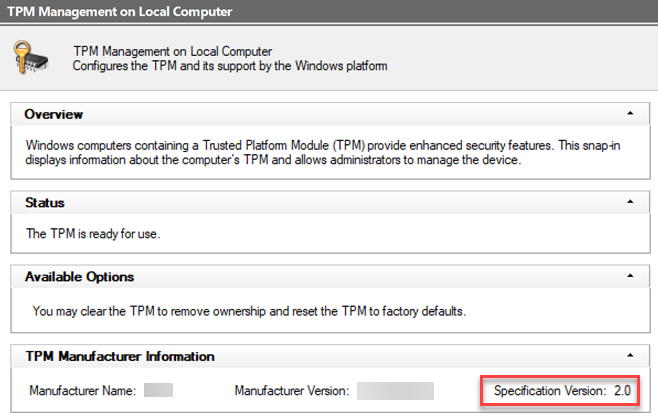 TPM Management on Local Computer
TPM Management on Local Computer
Configures the TPM and its support by the Windows platform
Overview
Windows computers containing a Trusted Platform Module (TPM) provide enhanced security features. This snap-in
displays information about the computer's TPM and allows administrators to manage the device.
Status
The TPM is ready for use.
Available Options
You may clear the TPM to remove ownership and reset the TPM to factory defaults.
TPM Manufacturer Information
Manufacturer Name: Manufacturer Version: Specification Version: 2.0